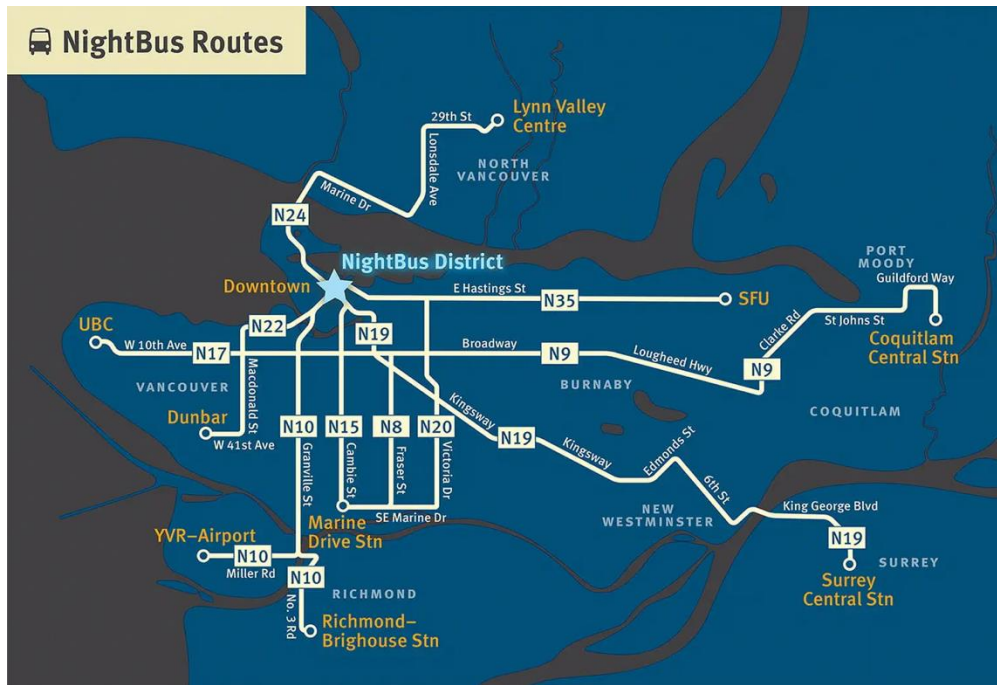 NightBus Routes
Lynn Valley
Centre
29th St
Lonsdale Ave
NORTH
VANCOUVER
Marine Dr
N24
NightBus District
Downtown
E Hastings St
N35
SFU
PORT
MOODY
Guildford Way
St Johns St
Clarke Rd
Coquitlam
Central Stn
N22
N19
UBC
W 10th Ave
N17
Broadway
N9
Lougheed Hwy
N9
BURNABY
COQUITLAM
VANCOUVER
Macdonald St
Dunbar
W 41st Ave
N10
N15
N8
N20
Granville St
Cambie St
Fraser St
Victoria Dr
Kingsway
N19
Kingsway
Edmonds St
6th St
NEW
WESTMINSTER
King George Blvd
N19
SURREY
Surrey
Central Stn
SE Marine Dr
Marine
Drive Stn
YVR–Airport
N10
Miller Rd
N10
No. 3 Rd
RICHMOND
Richmond–
Brighouse Stn